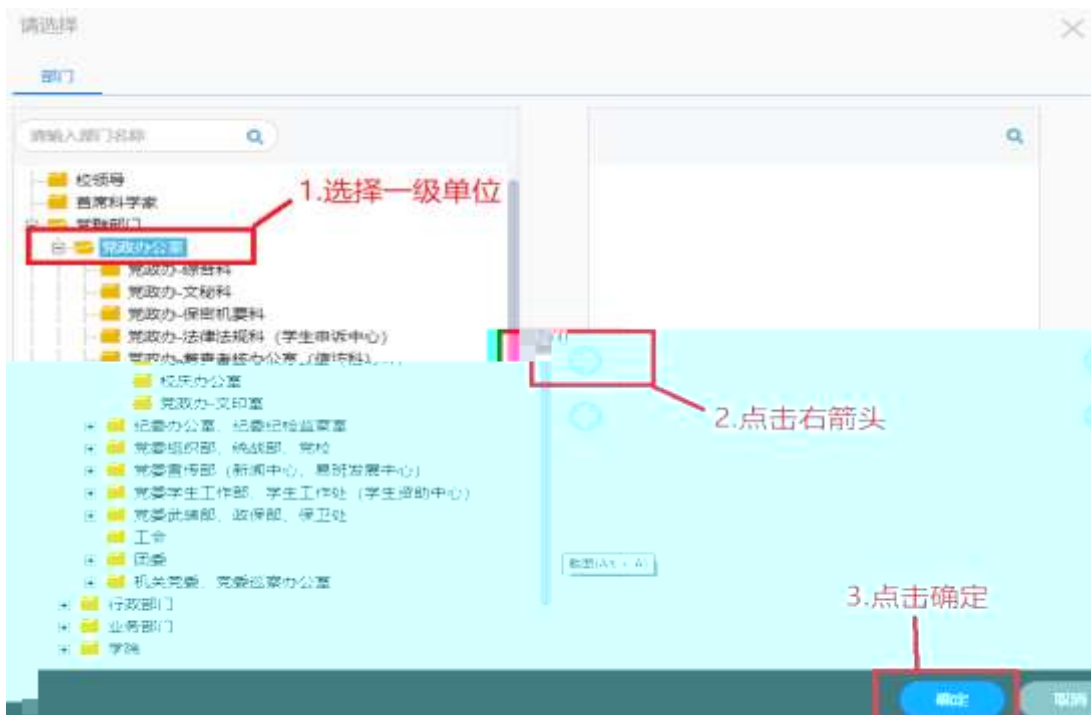 请选择
部门
请输入部门名称
校领导
首席科学家
1.选择一级单位
党群部门
党政办公室
党政办-综合科
党政办-文秘科
党政办-保密机要科
党政办-法律法规科（学生申诉中心）
校庆办公室
党政办-文印室
纪委办公室、纪委纪检监察室
2.点击右箭头
党委组织部、统战部、党校
党委宣传部（新闻中心、易班发展中心）
党委学生工作部、学生工作处（学生资助中心）
党委武装部、政保部、保卫处
工会
团委
截图(Alt + A)
机关党委、党委巡察办公室
3.点击确定
行政部门
业务部门
学院
确定
取消